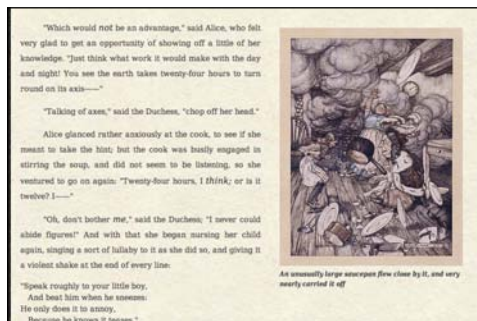 "Which would not be an advantage," said Alice, who felt
very glad to get an opportunity of showing off a little of her
knowledge. "Just think what work it would make with the day
and night! You see the earth takes twenty-four hours to turn
round on its axis——"
"Talking of axes," said the Duchess, "chop off her head."
Alice glanced rather anxiously at the cook, to see if she
meant to take the hint; but the cook was busily engaged in
stirring the soup, and did not seem to be listening, so she
ventured to go on again: "Twenty-four hours, I think; or is it
twelve? I——"
"Oh, don't bother me," said the Duchess; "I never could
abide figures!" And with that she began nursing her child
again, singing a sort of lullaby to it as she did so, and giving it
a violent shake at the end of every line:
"Speak roughly to your little boy,
And beat him when he sneezes:
He only does it to annoy,
Because he knows it teases."
An unusually large saucepan flew close by it, and very
nearly carried it off